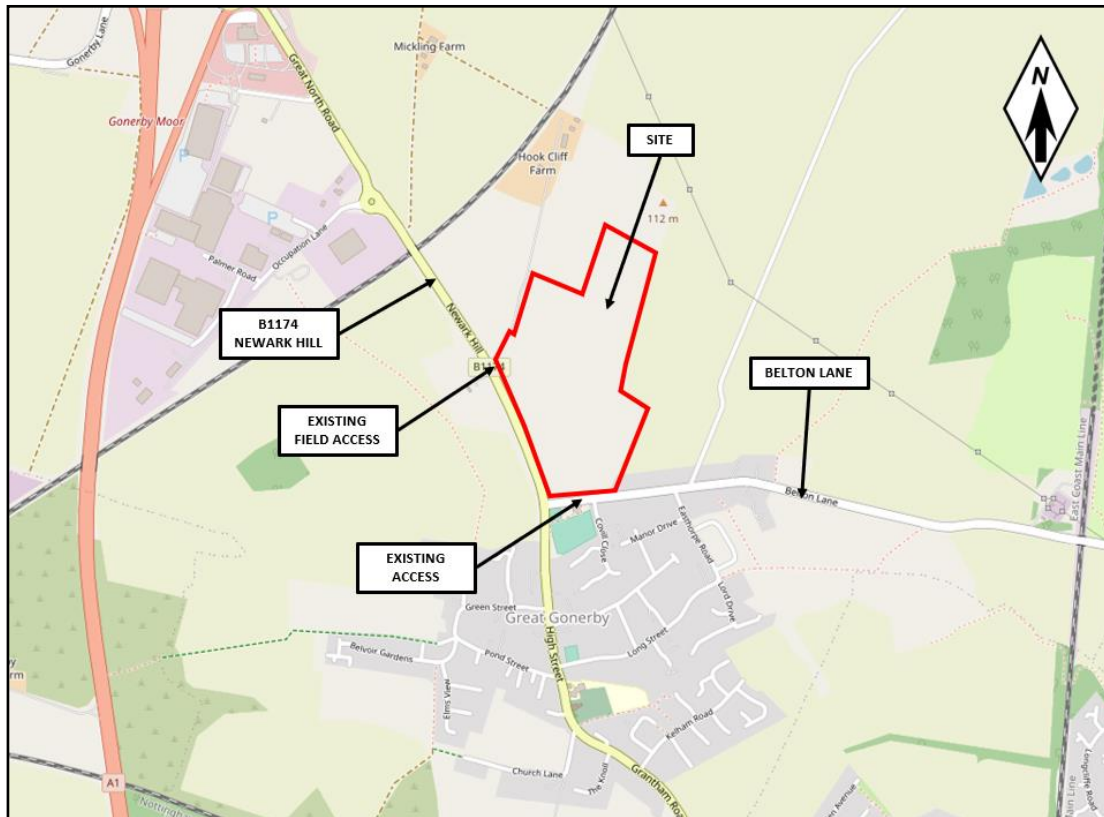 Gonerby Lane
Mickling Farm
N
Great North Road
Gonerby Moor
SITE
P
Hook Cliff
Farm
112 m
P
Occupation Lane
Palmer Road
B1174
NEWARK HILL
Newark Hill
BELTON LANE
EXISTING
FIELD ACCESS
East Coast Main Line
Belton Lane
EXISTING
ACCESS
Covill Close
Manor Drive
Easthorpe Road
Lord Drive
Green Street
Great Gonerby
Long Street
Belvoir Gardens
Pond Street
High Street
Elms View
Kelham Road
Church Lane
The Knoll
Grantham Road
A1
Main Line
Longcliffe Road